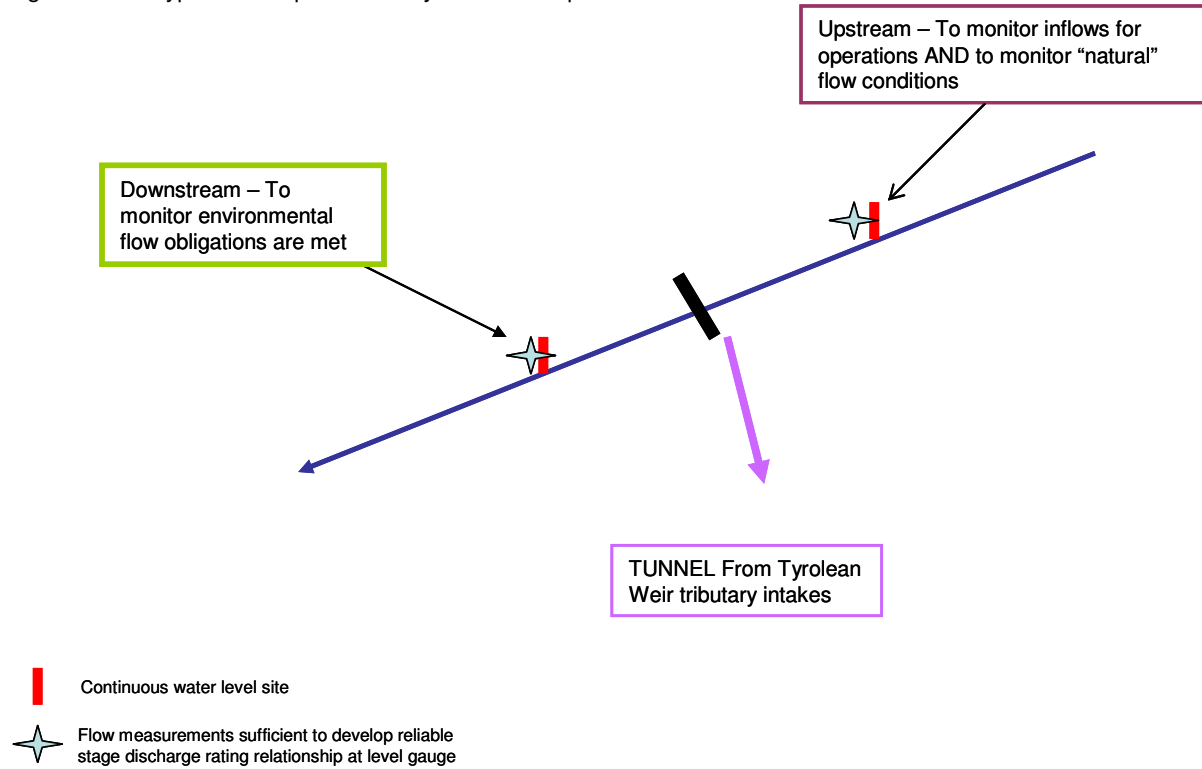 Upstream – To monitor inflows for
operations AND to monitor “natural”
flow conditions
Downstream – To
monitor environmental
flow obligations are met
TUNNEL From Tyrolean
Weir tributary intakes
Continuous water level site
Flow measurements sufficient to develop reliable
stage discharge rating relationship at level gauge